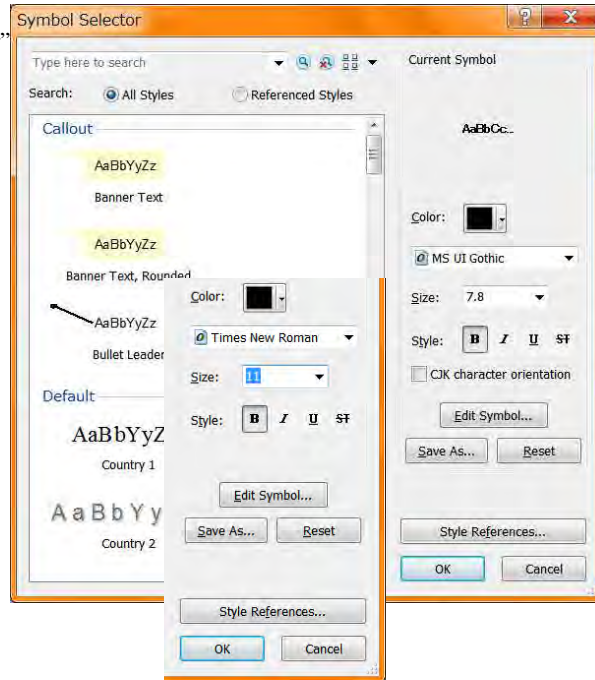 ”
Symbol Selector
Type here to search
Search: All Styles Referenced Styles
Callout
AaBbYyZz
Banner Text
AaBbYyZz
Banner Text, Rounded
AaBbYyZz
Bullet Leader
Default
AaBbYyZ
Country 1
AaBbYy
Country 2
Current Symbol
AaBbCc...
Color:
MS UI Gothic
Size: 7.8
Style: B I U ST
CJK character orientation
Edit Symbol...
Save As... Reset
Style References...
OK Cancel
Color:
Times New Roman
Size: 11
Style: B I U ST
Edit Symbol...
Save As... Reset
Style References...
OK Cancel